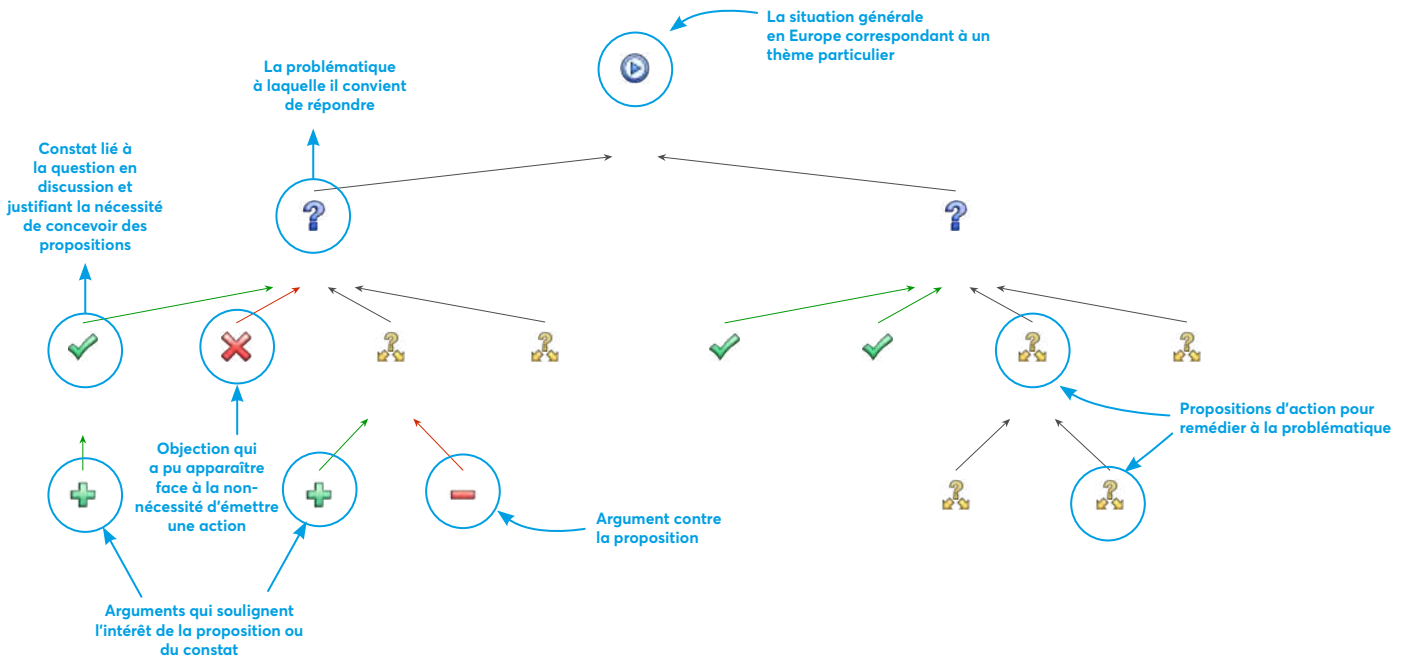 La situation générale
en Europe correspondant à un
thème particulier
La problématique
à laquelle il convient
de répondre
Constat lié à
la question en
discussion et
justifiant la nécessité
de concevoir des
propositions
Propositions d'action pour
remédier à la problématique
Objection qui
a pu apparaître
face à la non-
nécessité d'émettre
une action
Argument contre
la proposition
Arguments qui soulignent
l'intérêt de la proposition ou
du constat